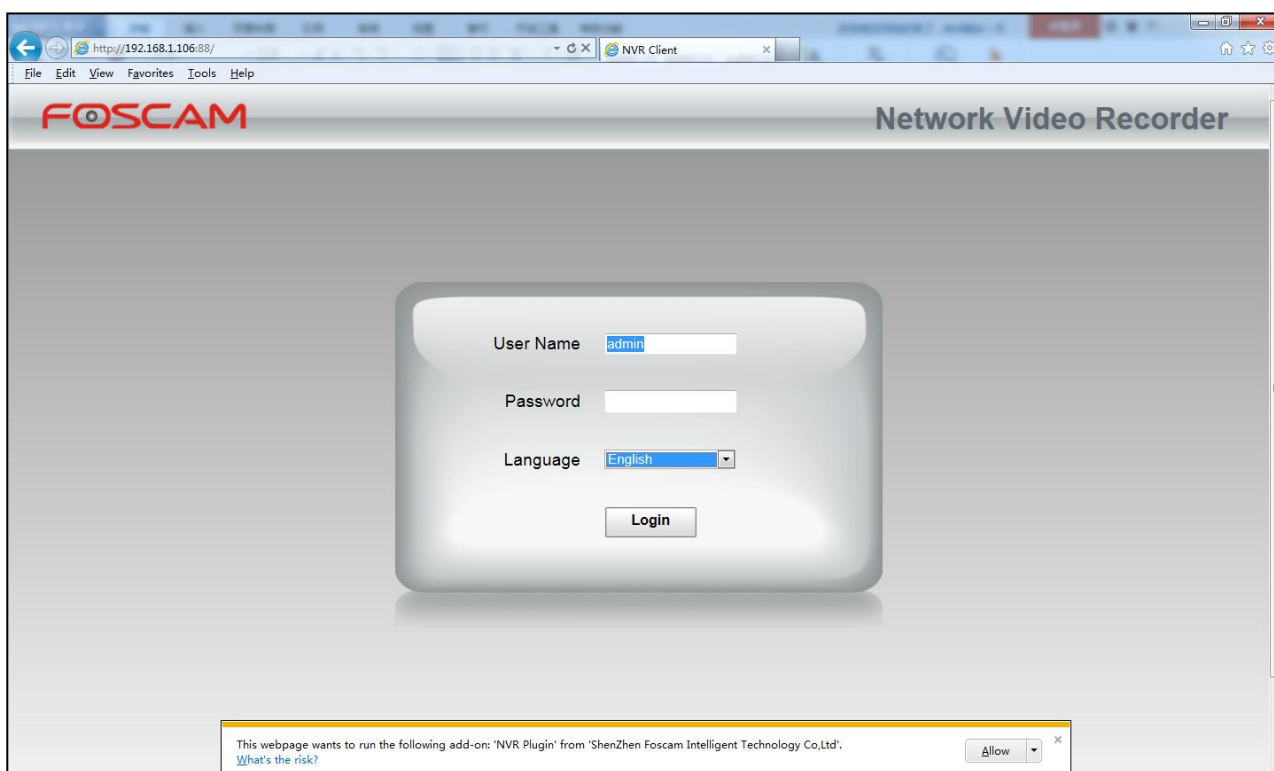 http://192.168.1.106:88/
NVR Client
File Edit View Favorites Tools Help
FOSCAM
Network Video Recorder
User Name admin
Password
Language English
Login
This webpage wants to run the following add-on: 'NVR Plugin' from 'ShenZhen Foscam Intelligent Technology Co,Ltd'.
What's the risk?
Allow